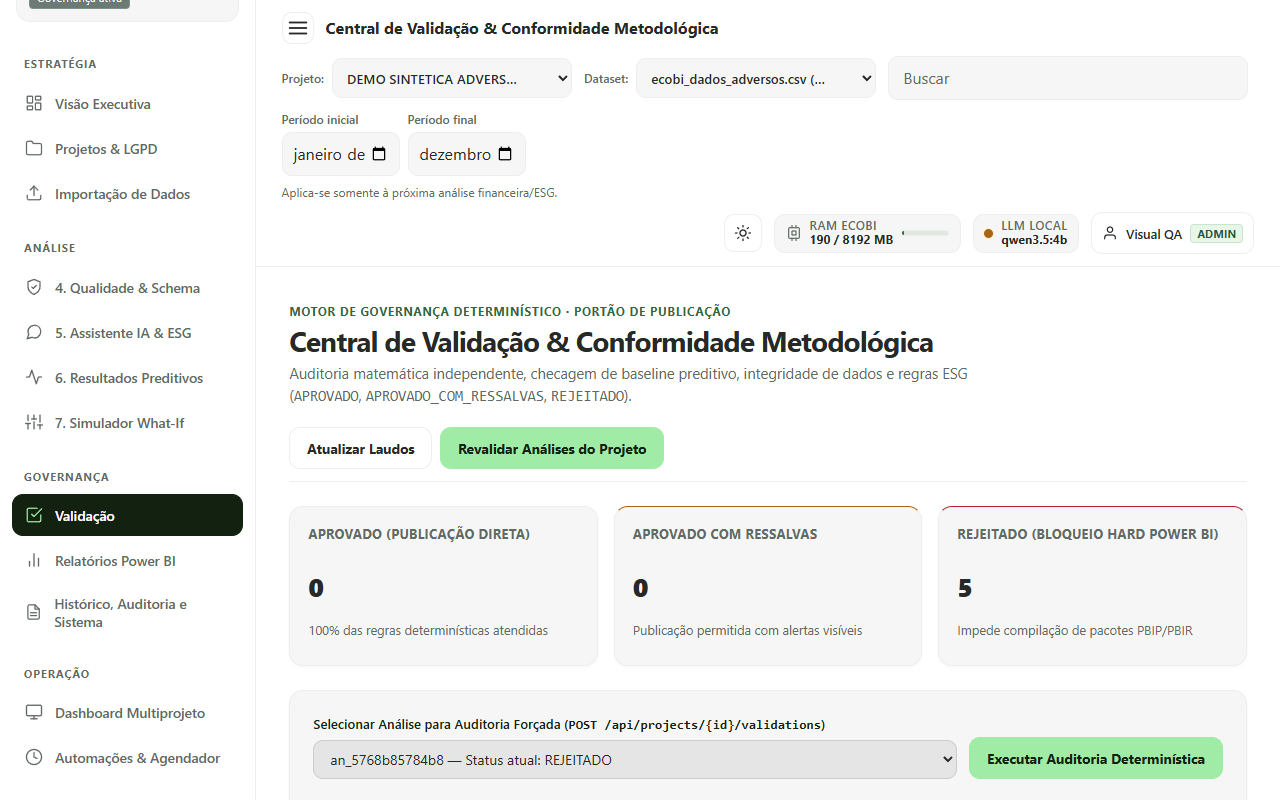 Governança ativa
ESTRATÉGIA
Visão Executiva
Projetos & LGPD
Importação de Dados
ANÁLISE
4. Qualidade & Schema
5. Assistente IA & ESG
6. Resultados Preditivos
7. Simulador What-If
GOVERNANÇA
Validação
Relatórios Power BI
Histórico, Auditoria e
Sistema
OPERAÇÃO
Dashboard Multiprojeto
Automações & Agendador
Central de Validação & Conformidade Metodológica
Projeto: DEMO SINTETICA ADVERS... Dataset: ecobi_dados_adversos.csv (... Buscar
Período inicial Período final
janeiro de dezembro
Aplica-se somente à próxima análise financeira/ESG.
RAM ECOBI
190 / 8192 MB
LLM LOCAL
qwen3.5:4b
Visual QA ADMIN
MOTOR DE GOVERNANÇA DETERMINÍSTICO · PORTÃO DE PUBLICAÇÃO
Central de Validação & Conformidade Metodológica
Auditoria matemática independente, checagem de baseline preditivo, integridade de dados e regras ESG
(APROVADO, APROVADO_COM_RESSALVAS, REJEITADO).
Atualizar Laudos Revalidar Análises do Projeto
APROVADO (PUBLICAÇÃO DIRETA)
0
100% das regras determinísticas atendidas
APROVADO COM RESSALVAS
0
Publicação permitida com alertas visíveis
REJEITADO (BLOQUEIO HARD POWER BI)
5
Impede compilação de pacotes PBIP/PBIR
Selecionar Análise para Auditoria Forçada (POST /api/projects/{id}/validations)
an_5768b85784b8 — Status atual: REJEITADO
Executar Auditoria Determinística